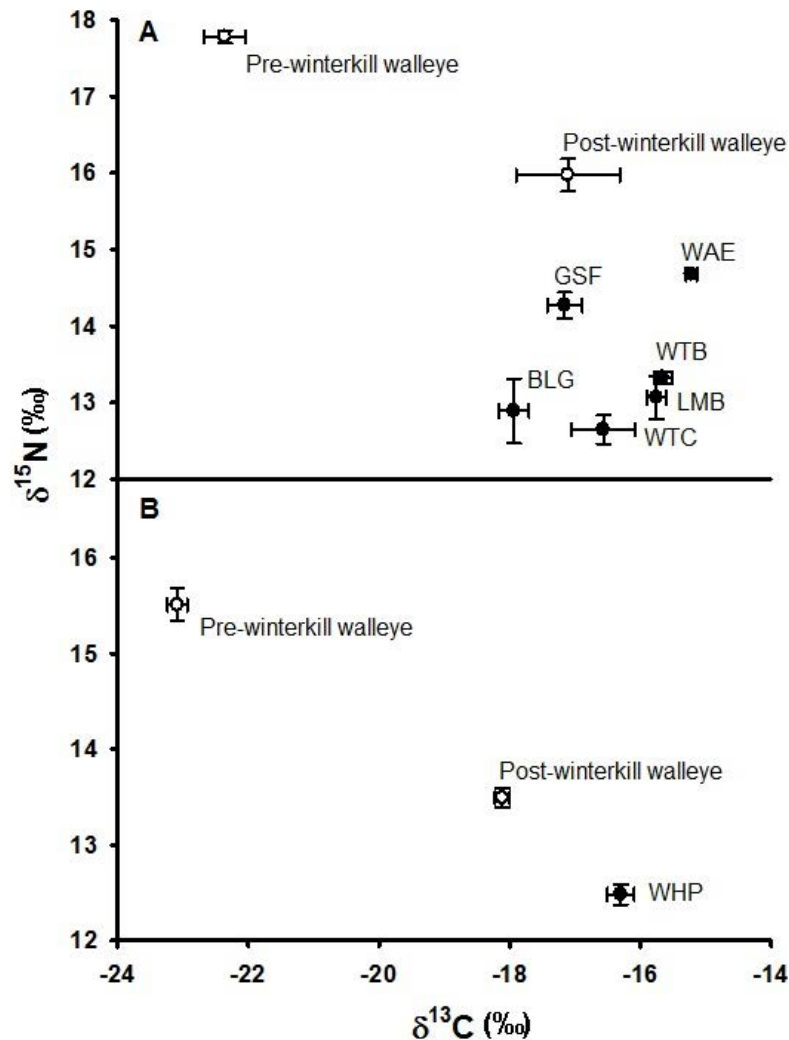 18
A
Pre-winterkill walleye
17
Post-winterkill walleye
16
15
WAE
GSF
14
WTB
BLG
LMB
13
WTC
12
δ¹⁵N (‰)
B
16
Pre-winterkill walleye
15
14
Post-winterkill walleye
13
WHP
12
-24 -22 -20 -18 -16 -14
δ¹³C (‰)